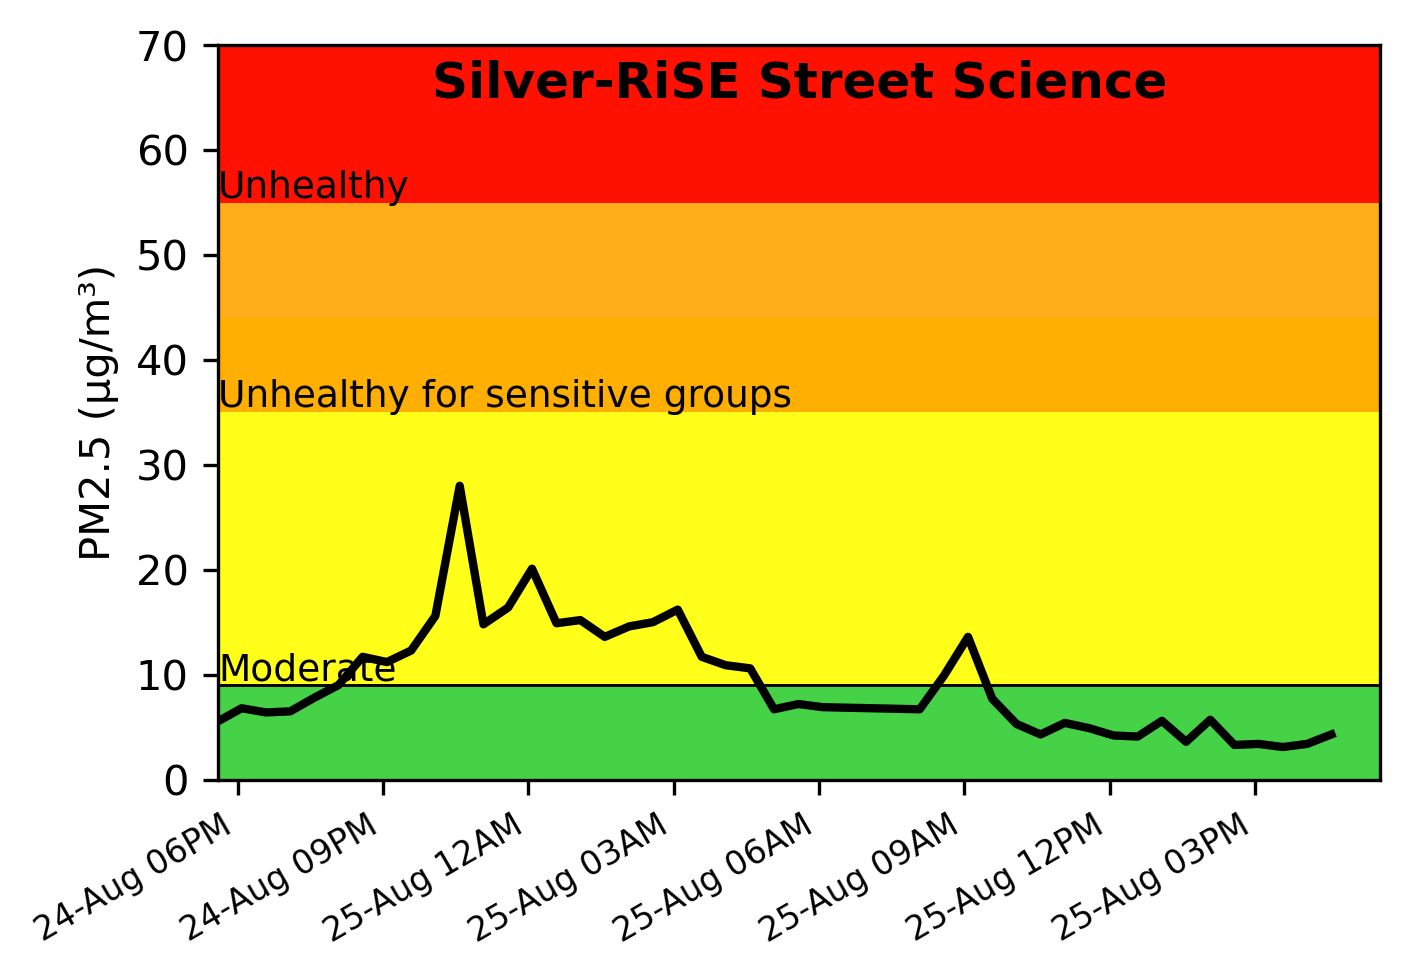 Silver-RiSE Street Science
70
60
Unhealthy
50
40
Unhealthy for sensitive groups
30
20
10
Moderate
0
PM2.5 (µg/m³)
24-Aug 06PM
24-Aug 09PM
25-Aug 12AM
25-Aug 03AM
25-Aug 06AM
25-Aug 09AM
25-Aug 12PM
25-Aug 03PM